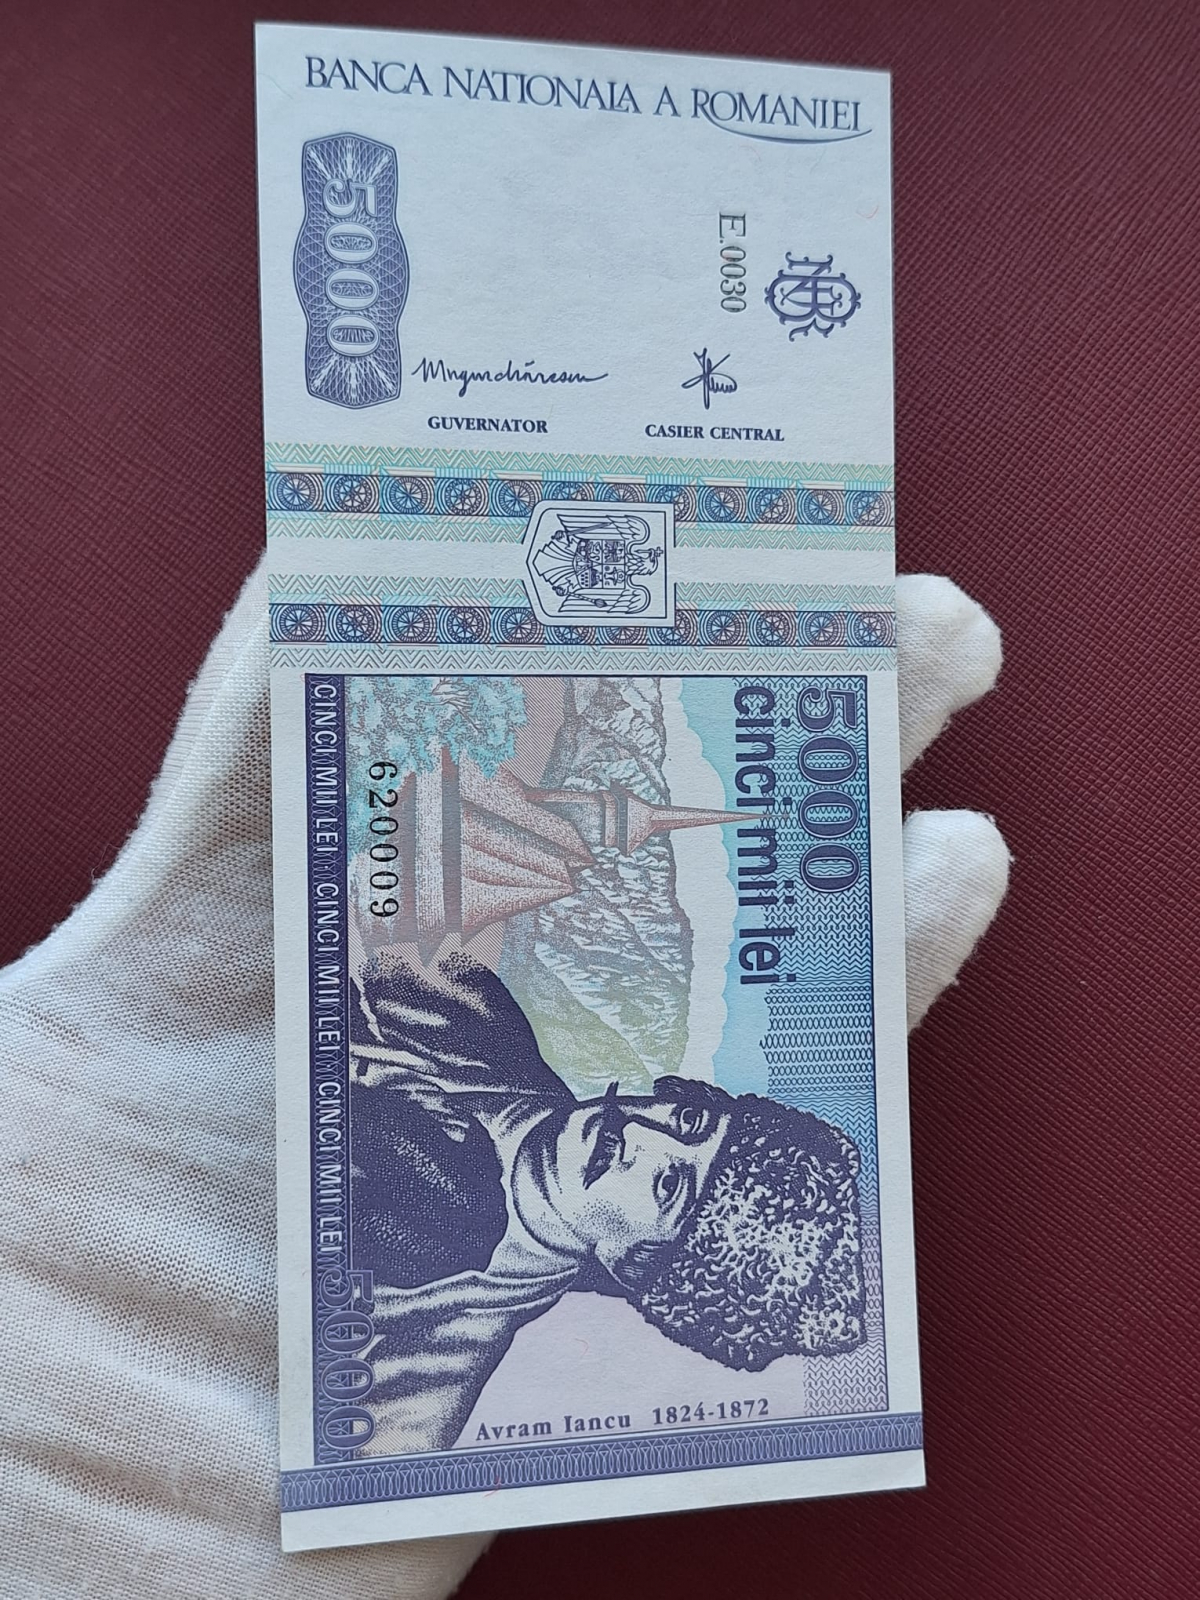 BANCA NATIONALA A ROMANIEI
5000
E.0030
NBR
GUVERNATOR
CASIER CENTRAL
5000
cinci mii lei
620009
CINCI MII LEI CINCI MII LEI CINCI MII LEI
5000
Avram Iancu 1824-1872